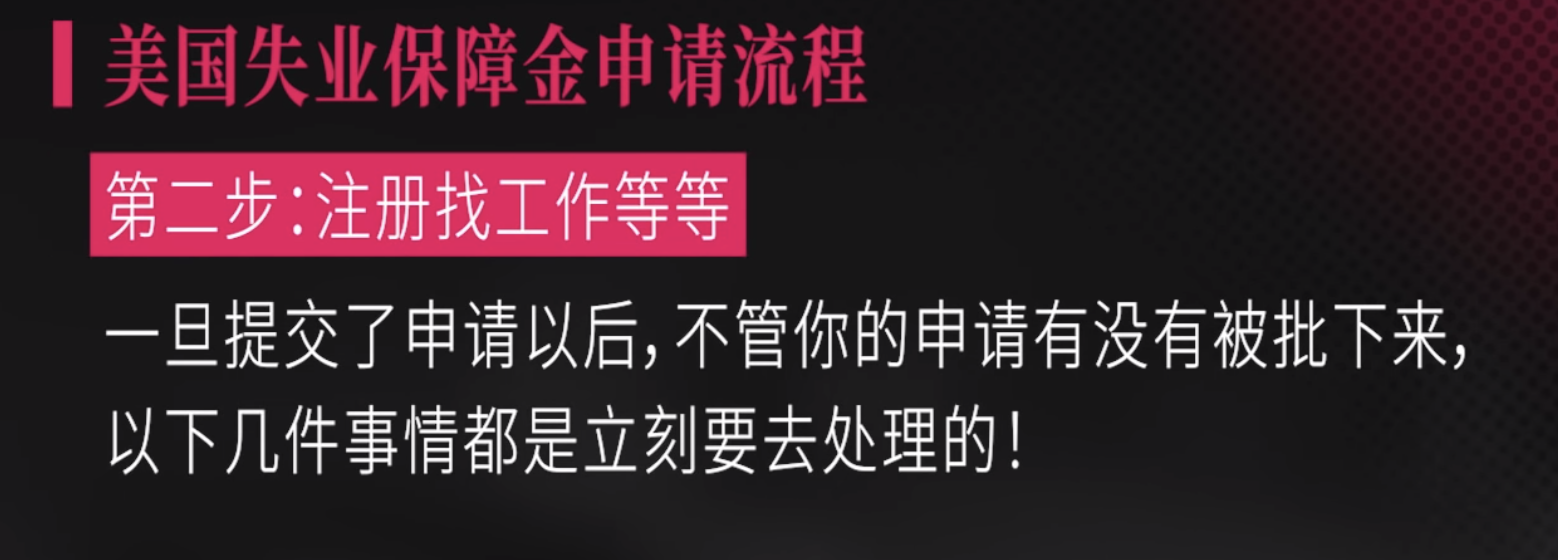 美国失业保障金申请流程
第二步:注册找工作等等
一旦提交了申请以后,不管你的申请有没有被批下来,
以下几件事情都是立刻要去处理的!